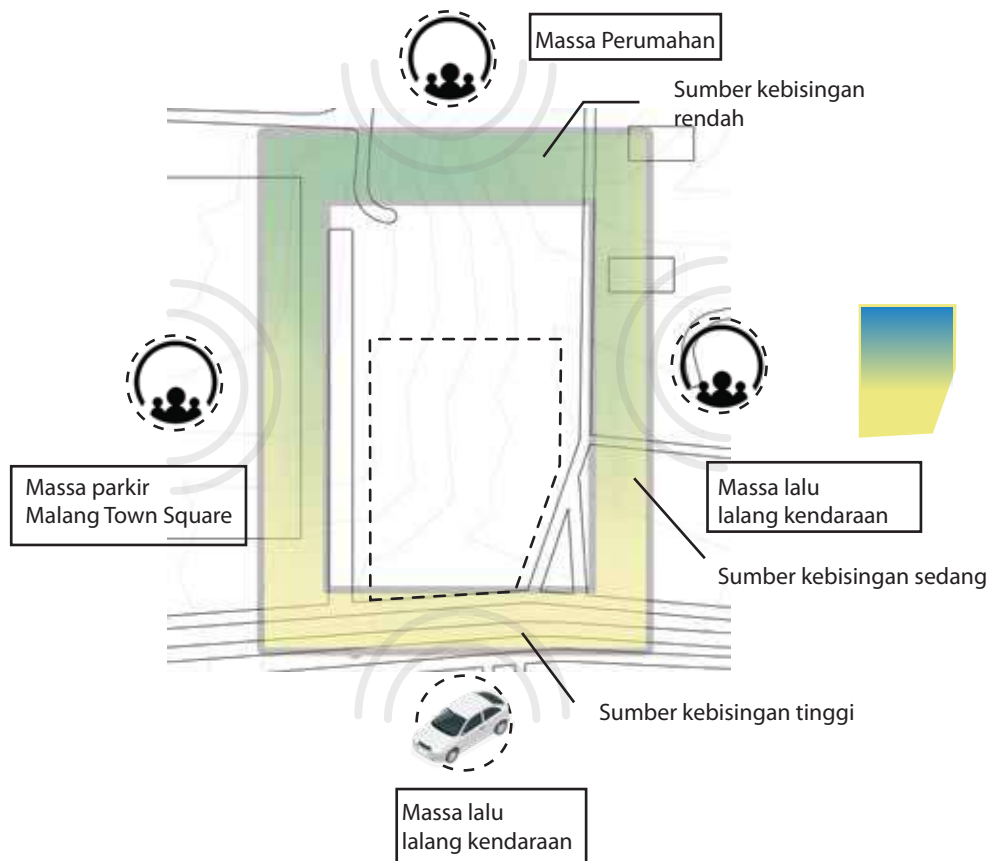 Massa Perumahan
Sumber kebisingan
rendah
Massa parkir
Malang Town Square
Massa lalu
lalang kendaraan
Sumber kebisingan sedang
Sumber kebisingan tinggi
Massa lalu
lalang kendaraan